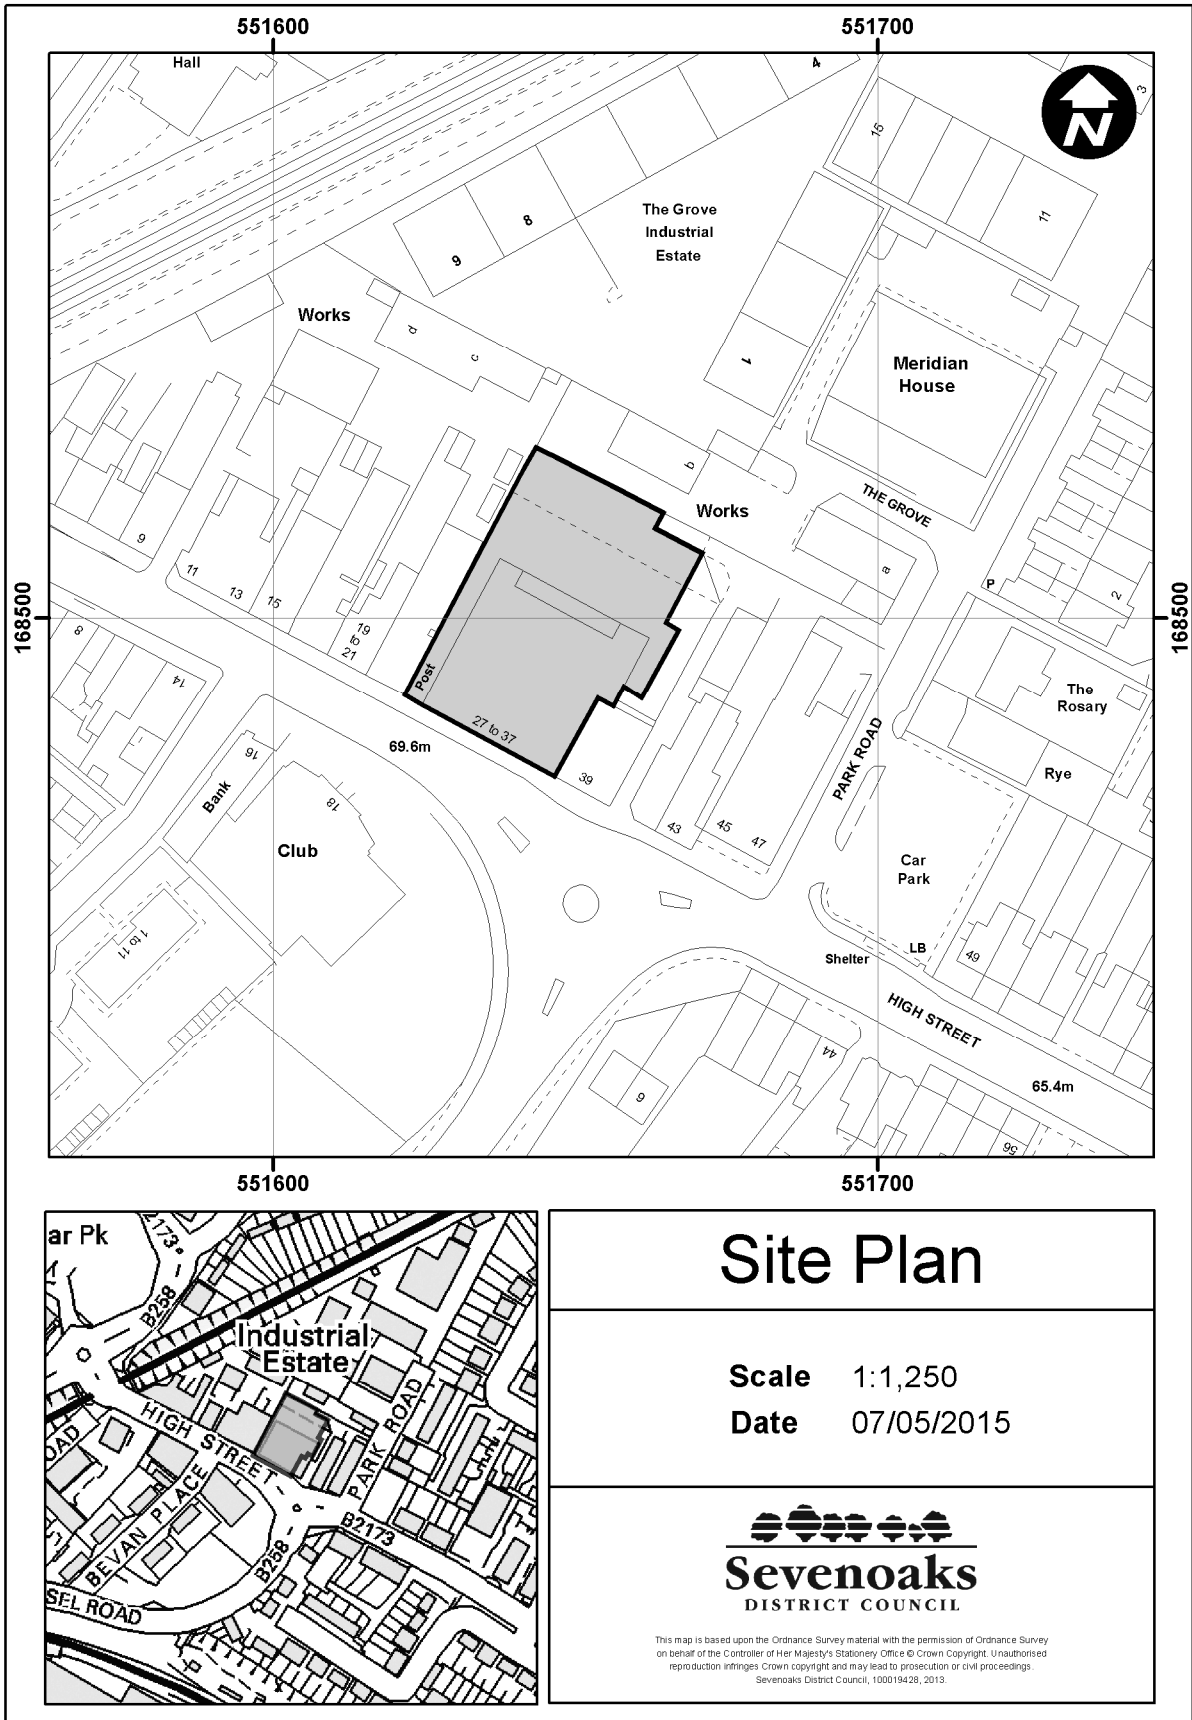 551600
551700
Hall
4
3
15
11
The Grove
Industrial
Estate
8
9
Works
d
c
1
Meridian
House
b
Works
THE GROVE
a
P
2
9
11
13
15
19
to
21
168500
168500
8
14
Post
27 to 37
69.6m
39
The
Rosary
PARK ROAD
Rye
16
Bank
18
Club
43
45
47
Car
Park
1 to 11
Shelter
LB
49
HIGH STREET
44
65.4m
6
56
551600
551700
ar Pk
2173
B258
Industrial
Estate
HIGH STREET
PARK ROAD
OAD
BEVAN PLACE
B2173
B258
SEL ROAD
Site Plan
Scale 1:1,250
Date 07/05/2015
Sevenoaks
DISTRICT COUNCIL
This map is based upon the Ordnance Survey material with the permission of Ordnance Survey
on behalf of the Controller of Her Majesty's Stationery Office © Crown Copyright. Unauthorised
reproduction infringes Crown copyright and may lead to prosecution or civil proceedings.
Sevenoaks District Council, 100019428, 2013.
N